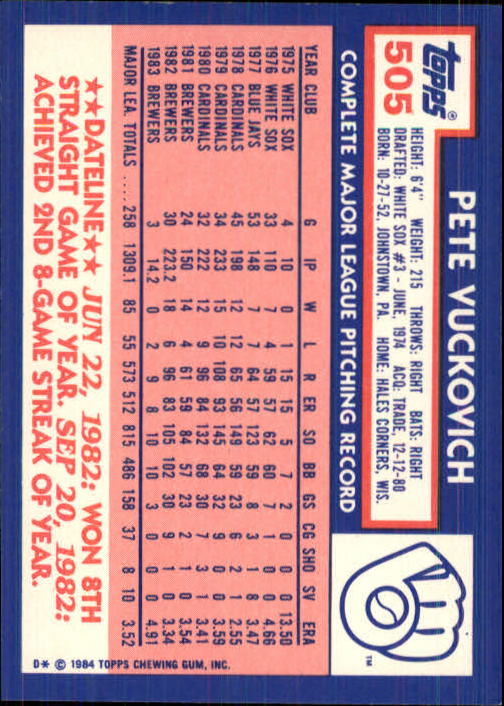 topps®
505
PETE VUCKOVICH
HEIGHT: 6'4" WEIGHT: 215 THROWS: RIGHT BATS: RIGHT
DRAFTED: WHITE SOX #3 - JUNE, 1974 ACQ: TRADE, 12-12-80
BORN: 10-27-52, JOHNSTOWN, PA. HOME: HALES CORNERS, WIS.
COMPLETE MAJOR LEAGUE PITCHING RECORD
YEAR CLUB G IP W L R ER SO BB GS CG SHO SV ERA
1975 WHITE SOX 4 10 0 1 15 15 5 7 2 0 0 0 13.50
1976 WHITE SOX 33 110 7 4 59 57 62 60 7 1 0 0 4.66
1977 BLUE JAYS 53 148 7 7 64 57 123 59 8 3 1 8 3.47
1978 CARDINALS 45 198 12 12 65 56 149 59 23 6 2 1 2.55
1979 CARDINALS 34 233 15 10 108 93 145 64 32 9 0 0 3.59
1980 CARDINALS 32 222 12 9 96 84 132 68 30 7 3 1 3.41
1981 BREWERS 24 150 14 4 61 59 84 57 23 2 1 0 3.54
1982 BREWERS 30 223.2 18 6 96 83 105 102 30 9 1 0 3.34
1983 BREWERS 3 14.2 0 2 9 8 10 10 3 0 0 0 4.91
MAJOR LEA. TOTALS .... 258 1309.1 85 55 573 512 815 486 158 37 8 10 3.52
★★DATELINE★★ JUN 22, 1982: WON 8TH
STRAIGHT GAME OF YEAR. SEP 20, 1982:
ACHIEVED 2ND 8-GAME STREAK OF YEAR.
TM
D* © 1984 TOPPS CHEWING GUM, INC.